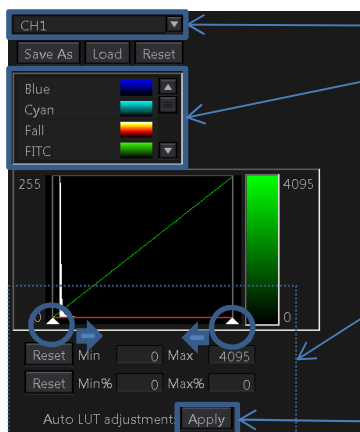 CH1
Save As Load Reset
Blue
Cyan
Fall
FITC
255 4095
0 0
Reset Min 0 Max 4095
Reset Min% 0 Max% 0
Auto LUT adjustment: Apply